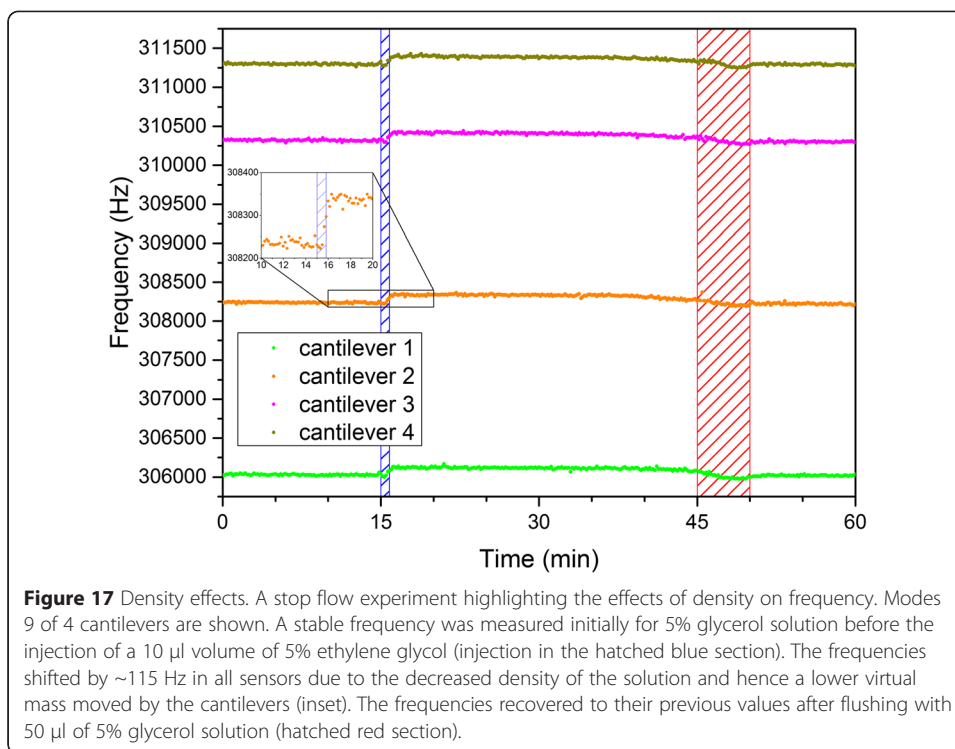 311500
311000
310500
310000
309500
309000
308500
308000
307500
307000
306500
306000
Frequency (Hz)
308400
308300
308200
10 12 14 16 18 20
cantilever 1
cantilever 2
cantilever 3
cantilever 4
0 15 30 45 60
Time (min)
Figure 17 Density effects. A stop flow experiment highlighting the effects of density on frequency. Modes
9 of 4 cantilevers are shown. A stable frequency was measured initially for 5% glycerol solution before the
injection of a 10 μl volume of 5% ethylene glycol (injection in the hatched blue section). The frequencies
shifted by ~115 Hz in all sensors due to the decreased density of the solution and hence a lower virtual
mass moved by the cantilevers (inset). The frequencies recovered to their previous values after flushing with
50 μl of 5% glycerol solution (hatched red section).